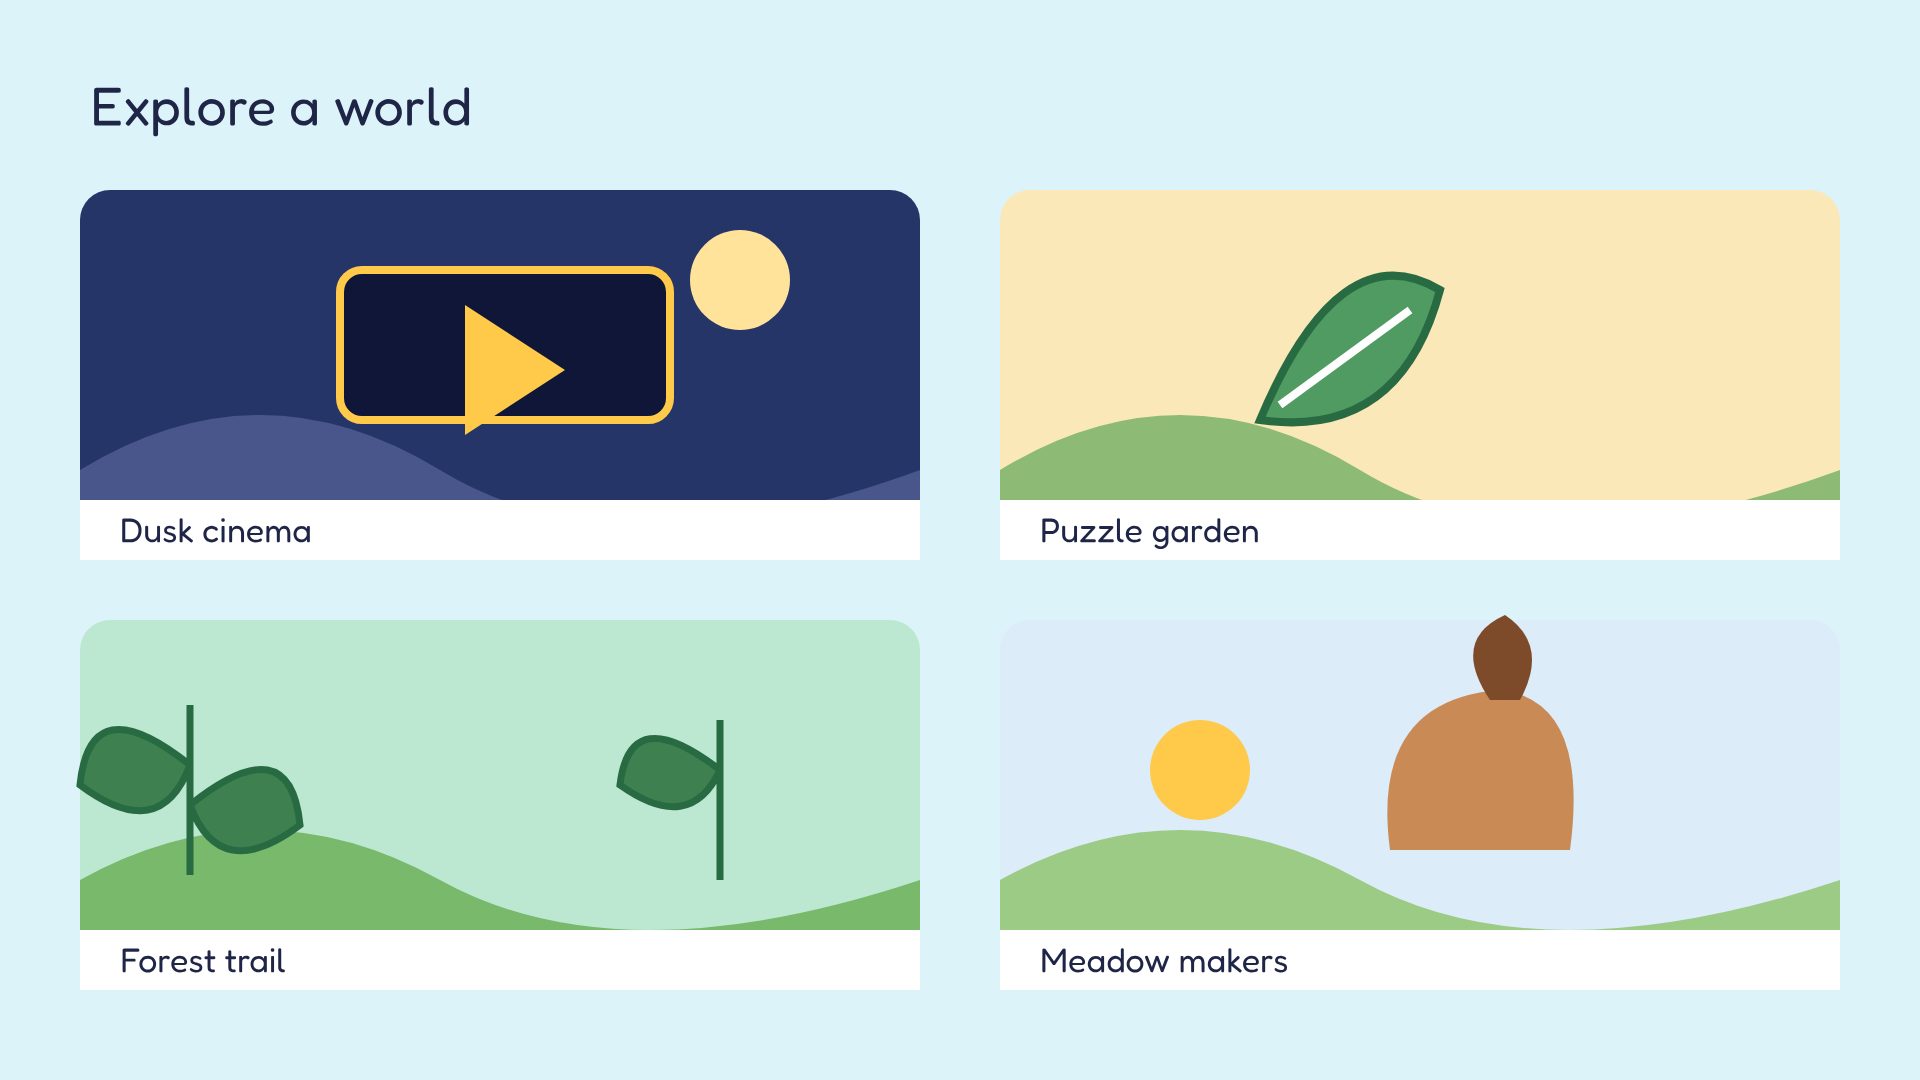 Explore a world
Dusk cinema
Puzzle garden
Forest trail
Meadow makers